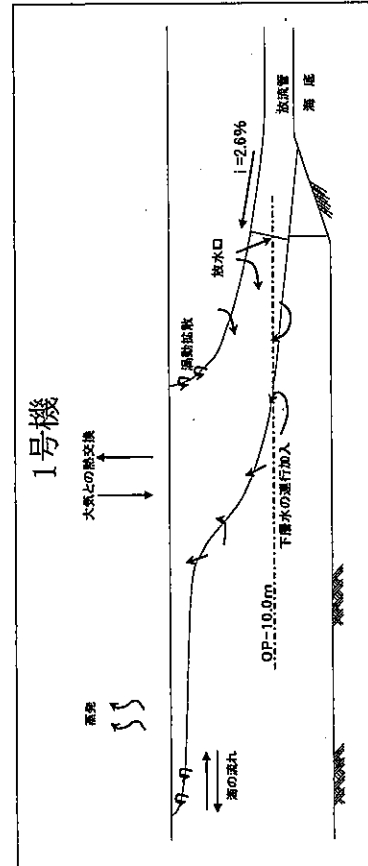 1号機
蒸発
大気との熱交換
渦動拡散
海の流れ
下層水の連行加入
OP-10.0m
放水口
i=2.6%
放流管
海 底